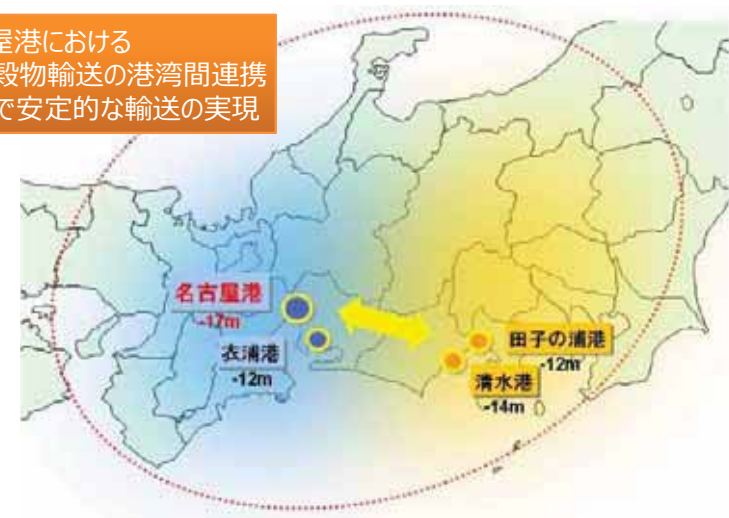 屋港における
穀物輸送の港湾間連携
で安定的な輸送の実現
名古屋港
-17m
衣浦港
-12m
田子の浦港
-12m
清水港
-14m